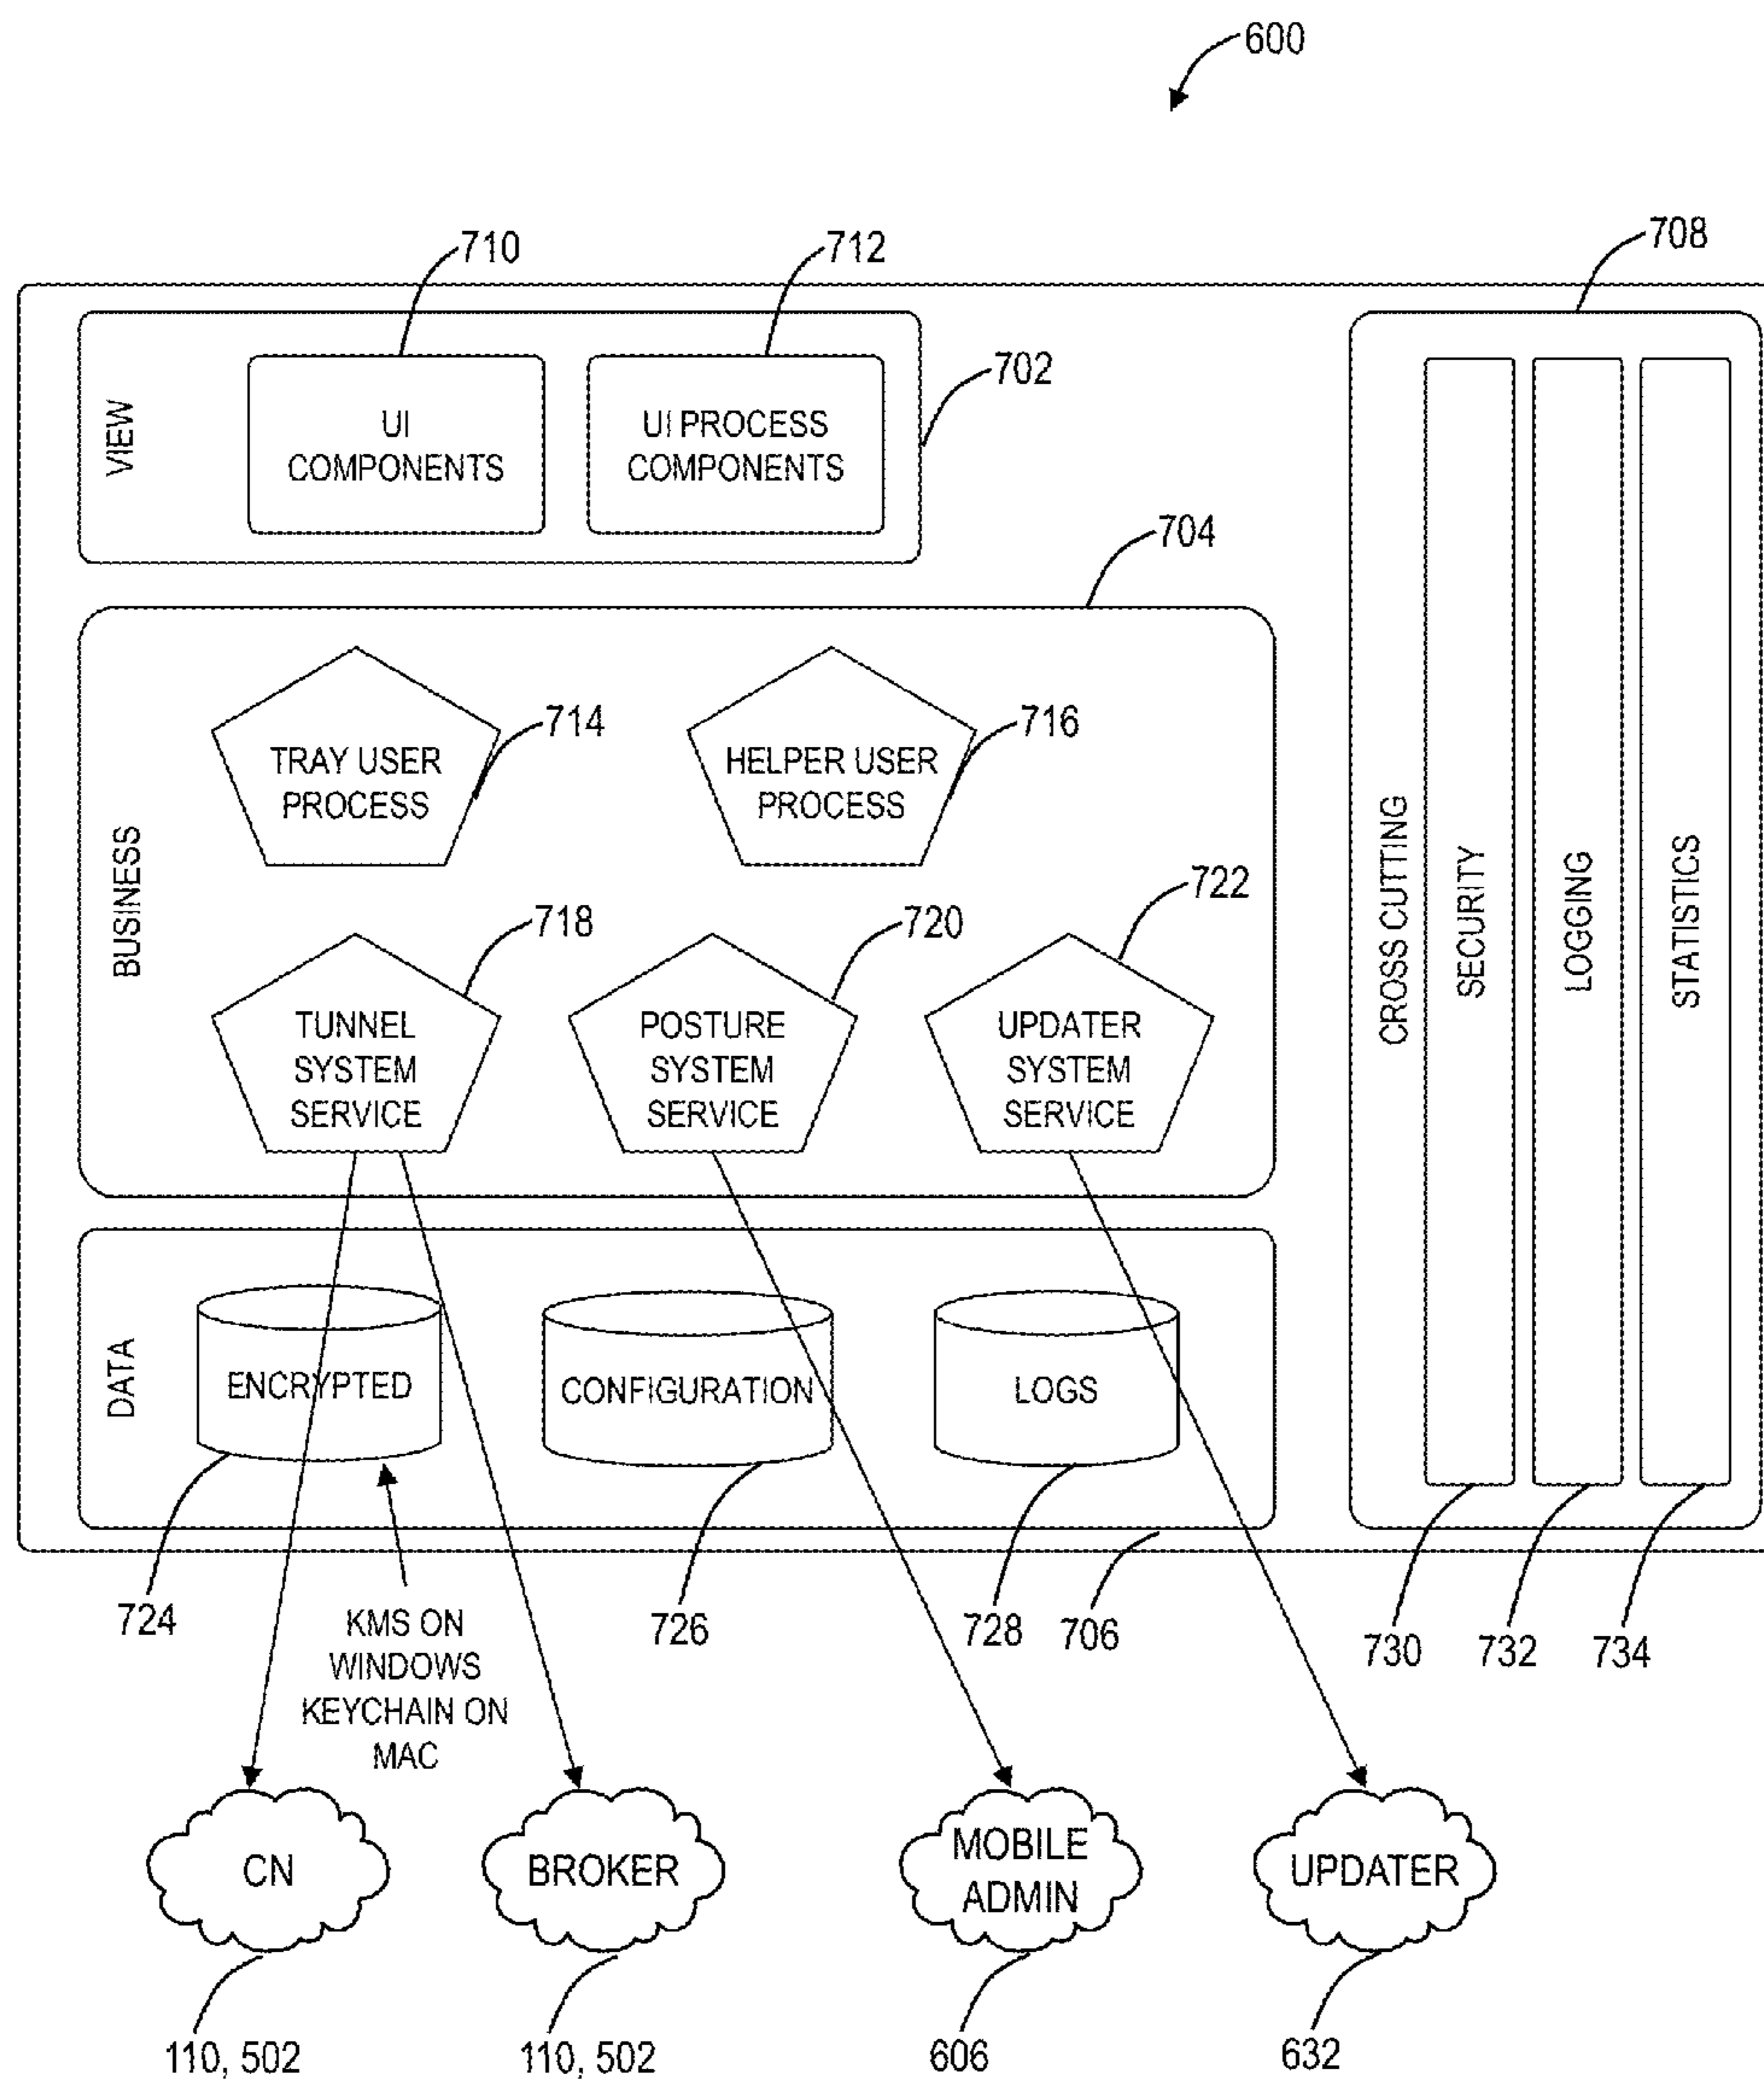 600
710
712
708
702
VIEW
UI
COMPONENTS
UI PROCESS
COMPONENTS
704
714
716
TRAY USER
PROCESS
HELPER USER
PROCESS
BUSINESS
718
720
722
TUNNEL
SYSTEM
SERVICE
POSTURE
SYSTEM
SERVICE
UPDATER
SYSTEM
SERVICE
CROSS CUTTING
SECURITY
LOGGING
STATISTICS
DATA
ENCRYPTED
CONFIGURATION
LOGS
724
726
728
706
730
732
734
KMS ON
WINDOWS
KEYCHAIN ON
MAC
CN
BROKER
MOBILE
ADMIN
UPDATER
110, 502
110, 502
606
632